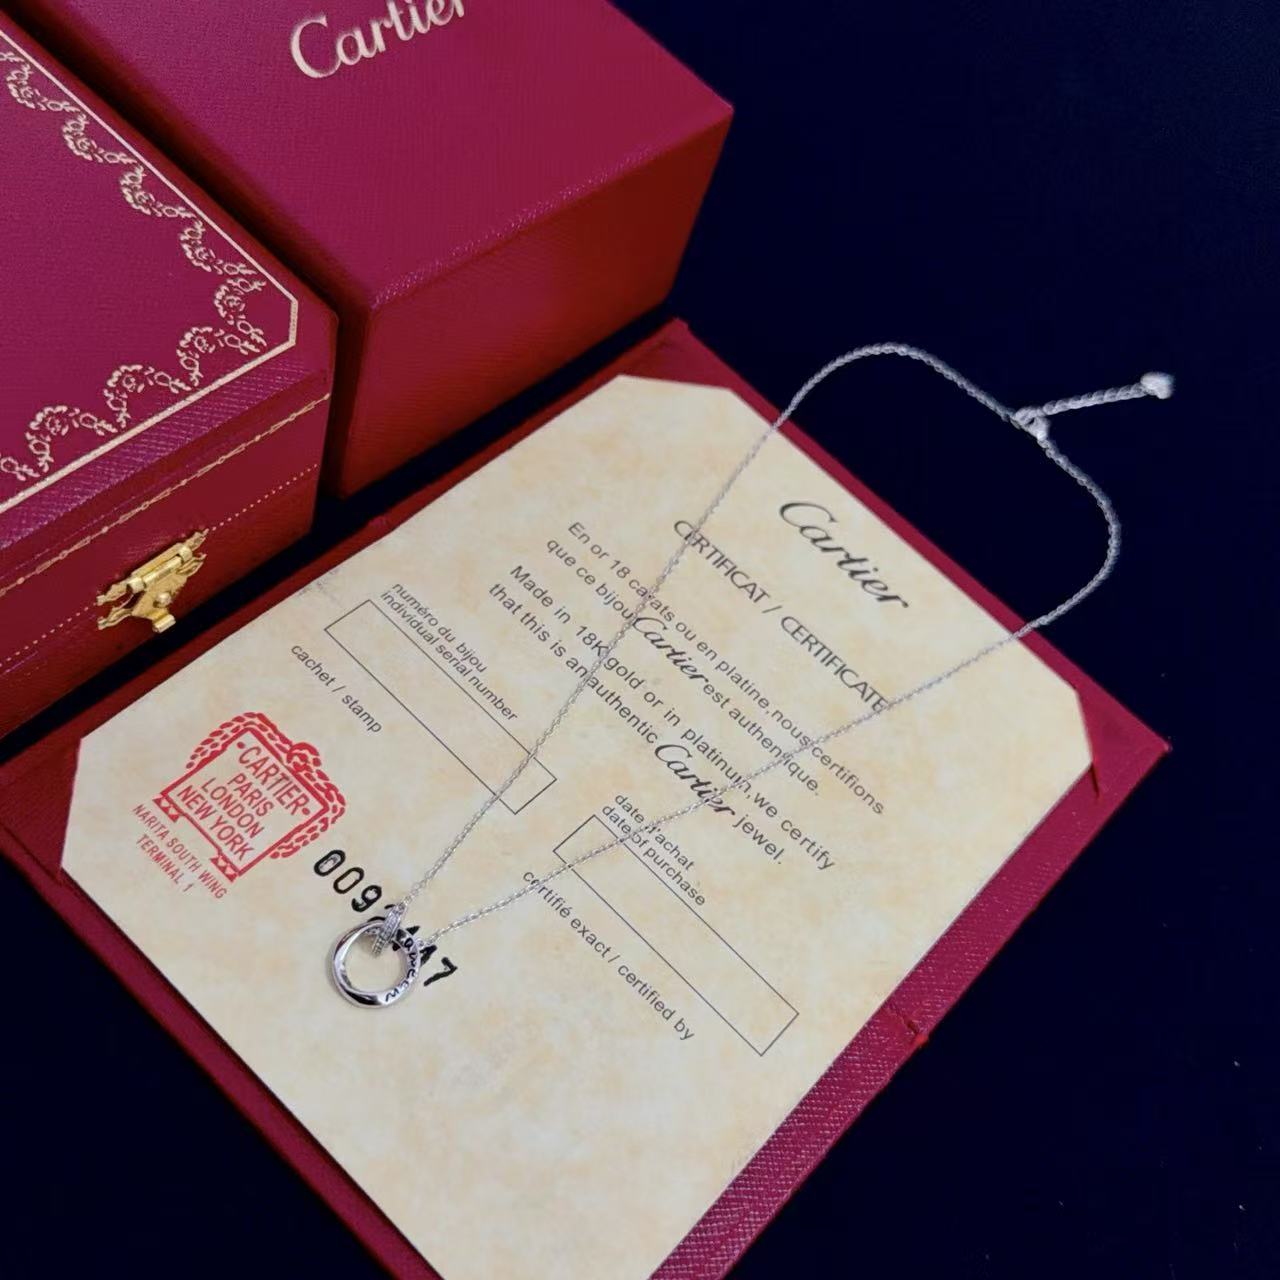 Cartier
Cartier
CERTIFICAT / CERTIFICATE
En or 18 carats ou en platine,nous certifions
que ce bijou Cartier est authentique.
Made in 18K gold or in platinum,we certify
that this is an authentic Cartier jewel.
numéro du bijou
individual serial number
cachet / stamp
date d'achat
date of purchase
certifié exact / certified by
CARTIER
PARIS
LONDON
NEW YORK
NARITA SOUTH WING
TERMINAL 1